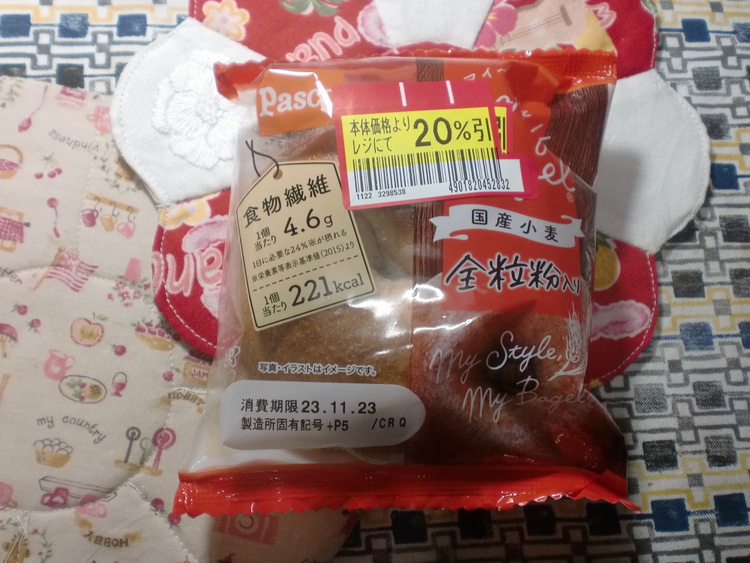 Pasco
本体価格より
レジにて
20%引
1122 3298538
4901820452832
国産小麦
全粒粉入り
食物繊維
1個
当たり
4.6g
1日に必要な24%※が摂れる
※栄養素等表示基準値(2015)より
1個
当たり
221kcal
写真・イラストはイメージです。
My Style,
My Bagel
消費期限 23.11.23
製造所固有記号 +P5 /CRQ
my country
HOBBY
kindness
JAM